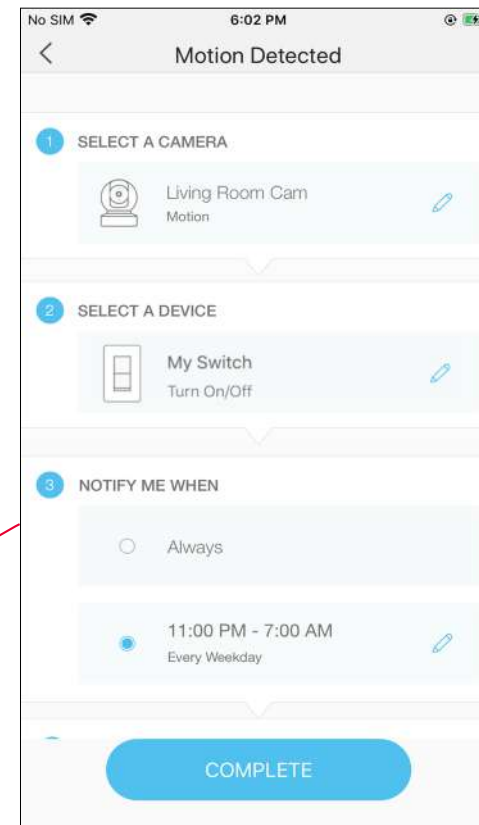 No SIM 6:02 PM
Motion Detected
1 SELECT A CAMERA
Living Room Cam
Motion
2 SELECT A DEVICE
My Switch
Turn On/Off
3 NOTIFY ME WHEN
Always
11:00 PM - 7:00 AM
Every Weekday
COMPLETE